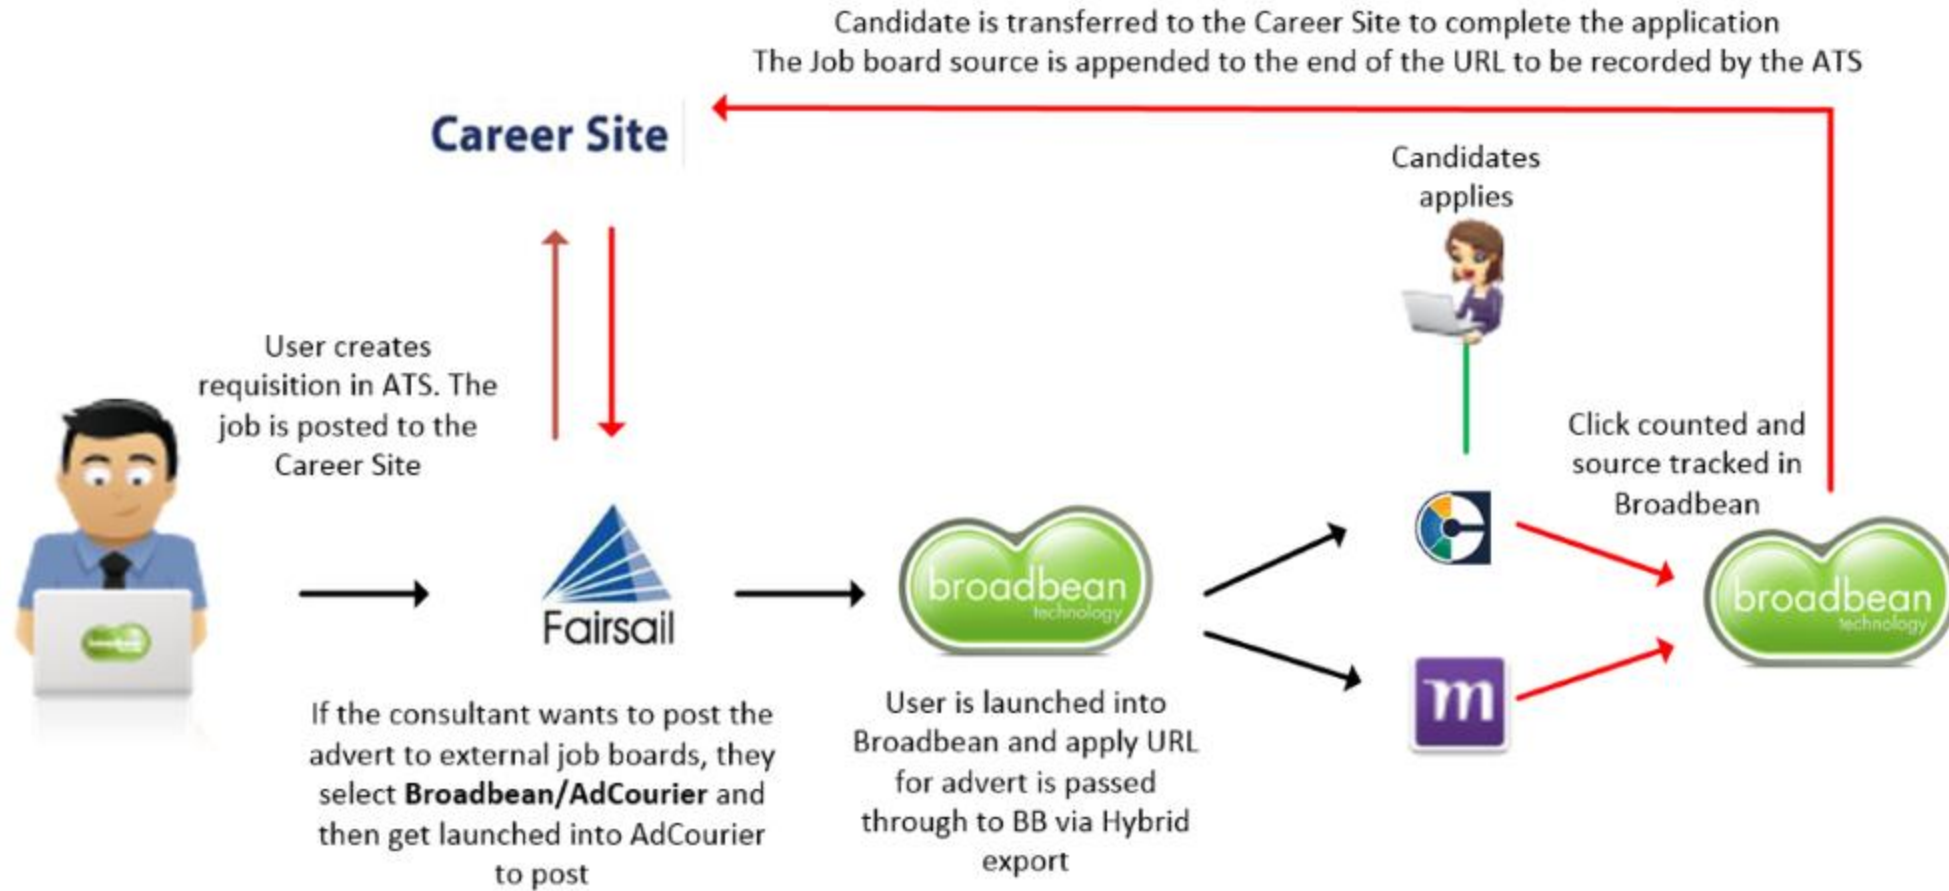 Candidate is transferred to the Career Site to complete the application
The Job board source is appended to the end of the URL to be recorded by the ATS
Career Site
Candidates
applies
User creates
requisition in ATS. The
job is posted to the
Career Site
Click counted and
source tracked in
Broadbean
Fairsail
broadbean
technology
m
broadbean
technology
If the consultant wants to post the
advert to external job boards, they
select Broadbean/AdCourier and
then get launched into AdCourier
to post
User is launched into
Broadbean and apply URL
for advert is passed
through to BB via Hybrid
export